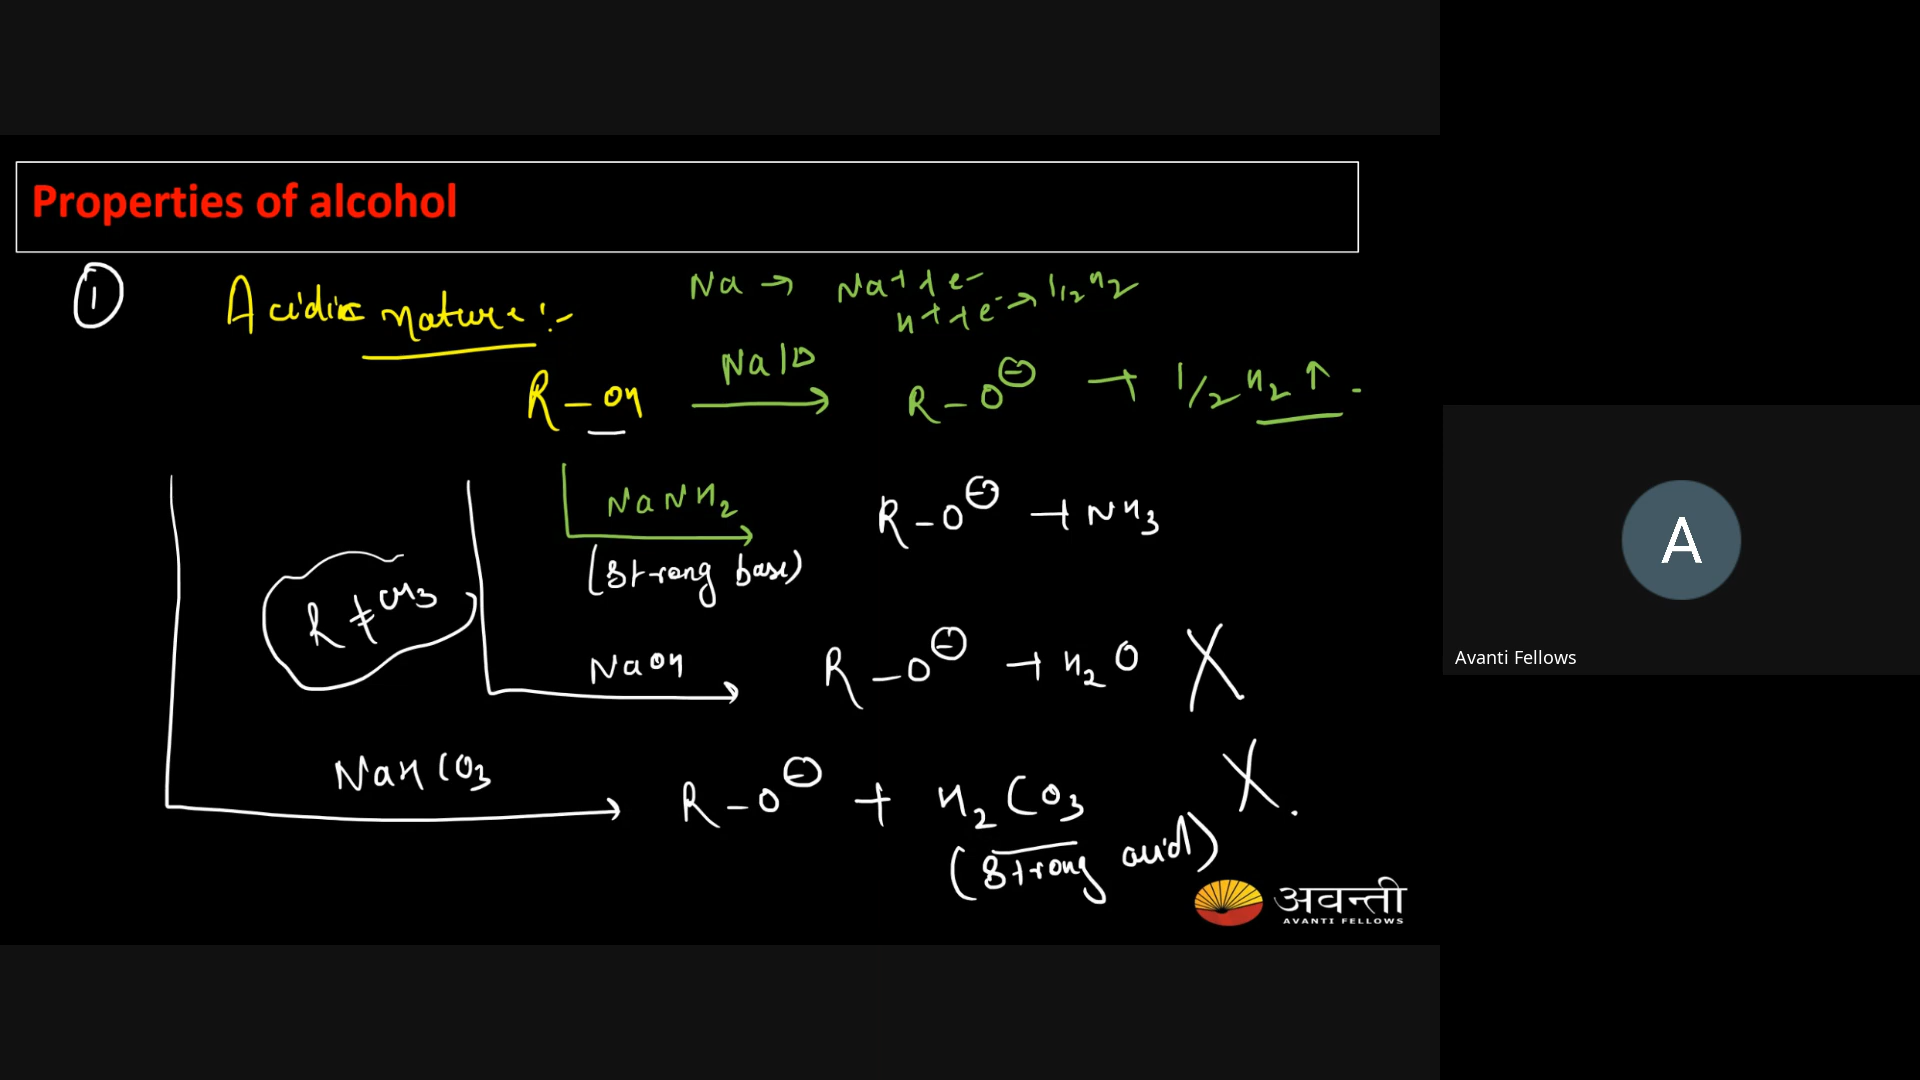 Properties of alcohol
① Acidic nature :-
Na → Na⁺ + e⁻
H⁺ + e⁻ → 1/2 H₂
R – OH Na/Δ → R – O⊖ + 1/2 H₂ ↑ .
NaNH₂ → R – O⊖ + NH₃
(Strong base)
R ≠ CH₃
NaOH → R – O⊖ + H₂O X
NaHCO₃ → R – O⊖ + H₂CO₃ X .
(Strong acid)
अवन्ती
AVANTI FELLOWS
A
Avanti Fellows